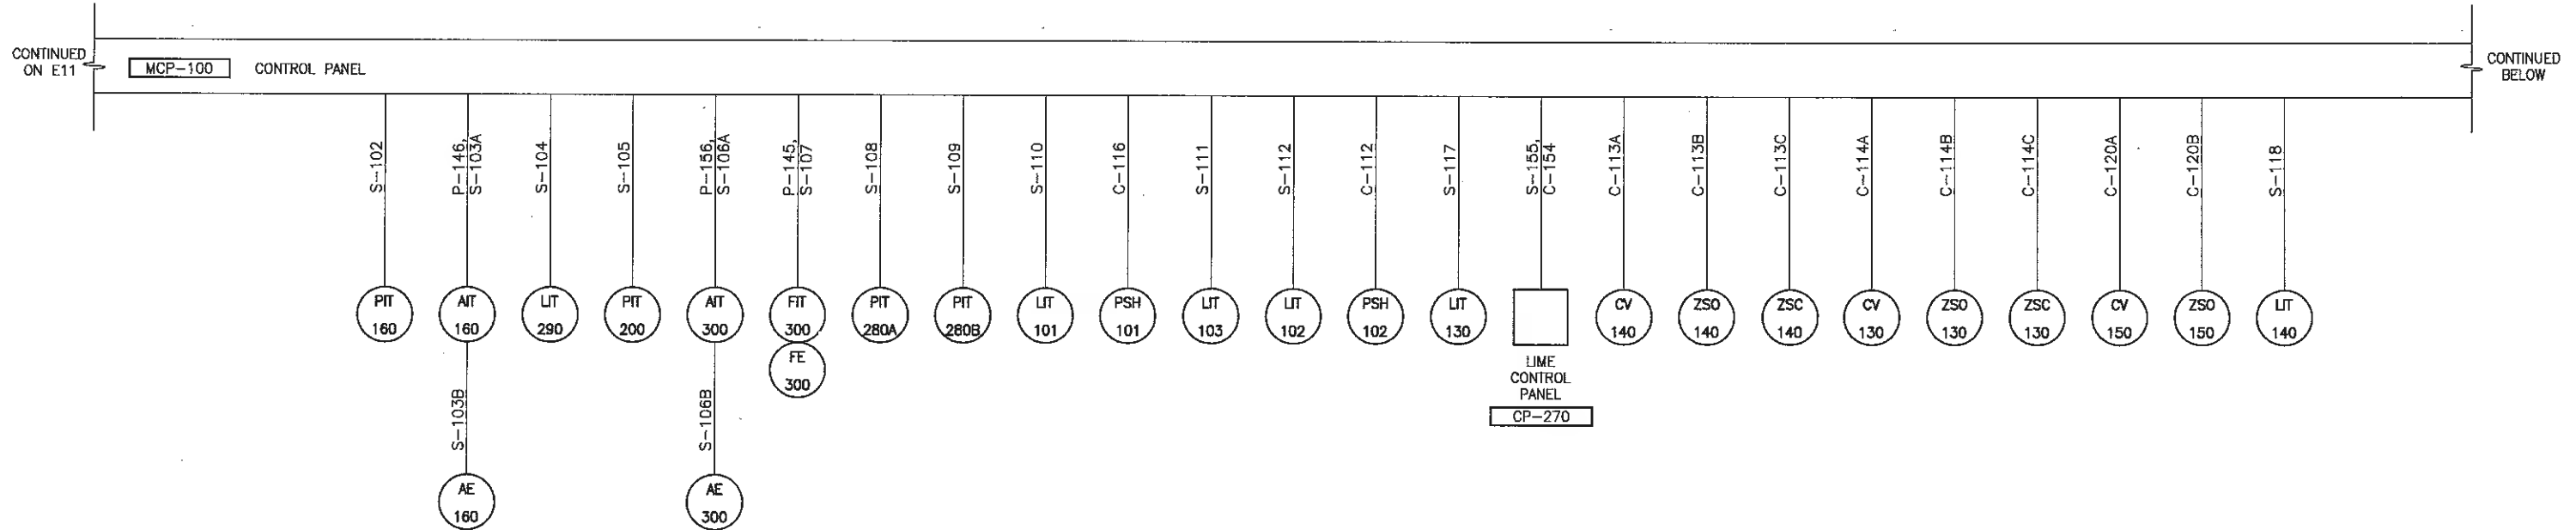 CONTINUED
ON E11
MCP-100
CONTROL PANEL
CONTINUED
BELOW
S-102
P-146,
S-103A
S-104
S-105
P-156,
S-106A
P-145,
S-107
S-108
S-109
S-110
C-116
S-111
S-112
C-112
S-117
S-155,
C-154
C-113A
C-113B
C-113C
C-114A
C-114B
C-114C
C-120A
C-120B
S-118
PIT
160
AIT
160
LIT
290
PIT
200
AIT
300
FIT
300
PIT
280A
PIT
280B
LIT
101
PSH
101
LIT
103
LIT
102
PSH
102
LIT
130
CV
140
ZSO
140
ZSC
140
CV
130
ZSO
130
ZSC
130
CV
150
ZSO
150
LIT
140
FE
300
LIME
CONTROL
PANEL
CP-270
S-103B
S-106B
AE
160
AE
300